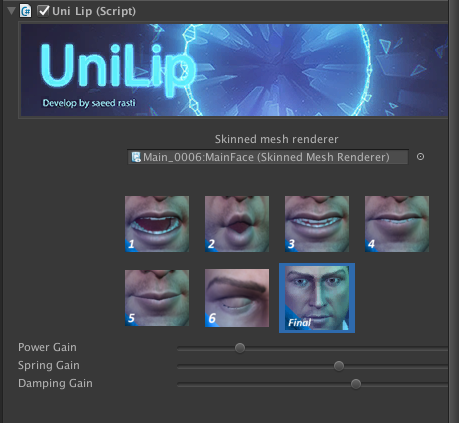 Uni Lip (Script)
UniLip
Develop by saeed rasti
Skinned mesh renderer
Main_0006:MainFace (Skinned Mesh Renderer)
1 2 3 4
5 6 Final
Power Gain
Spring Gain
Damping Gain